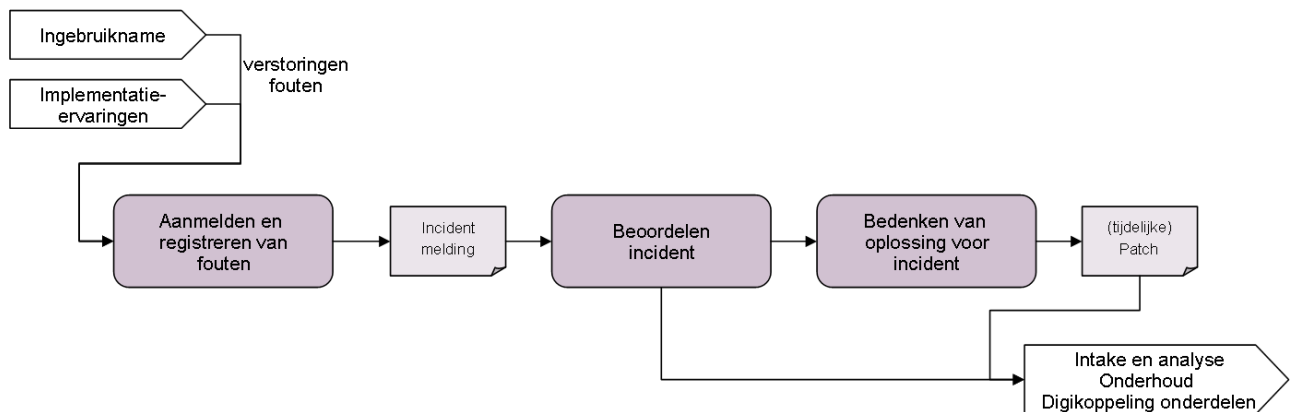 Ingebruikname
verstoringen
fouten
Implementatie-
ervaringen
Aanmelden en
registreren van
fouten
Incident
melding
Beoordelen
incident
Bedenken van
oplossing voor
incident
(tijdelijke)
Patch
Intake en analyse
Onderhoud
Digikoppeling onderdelen